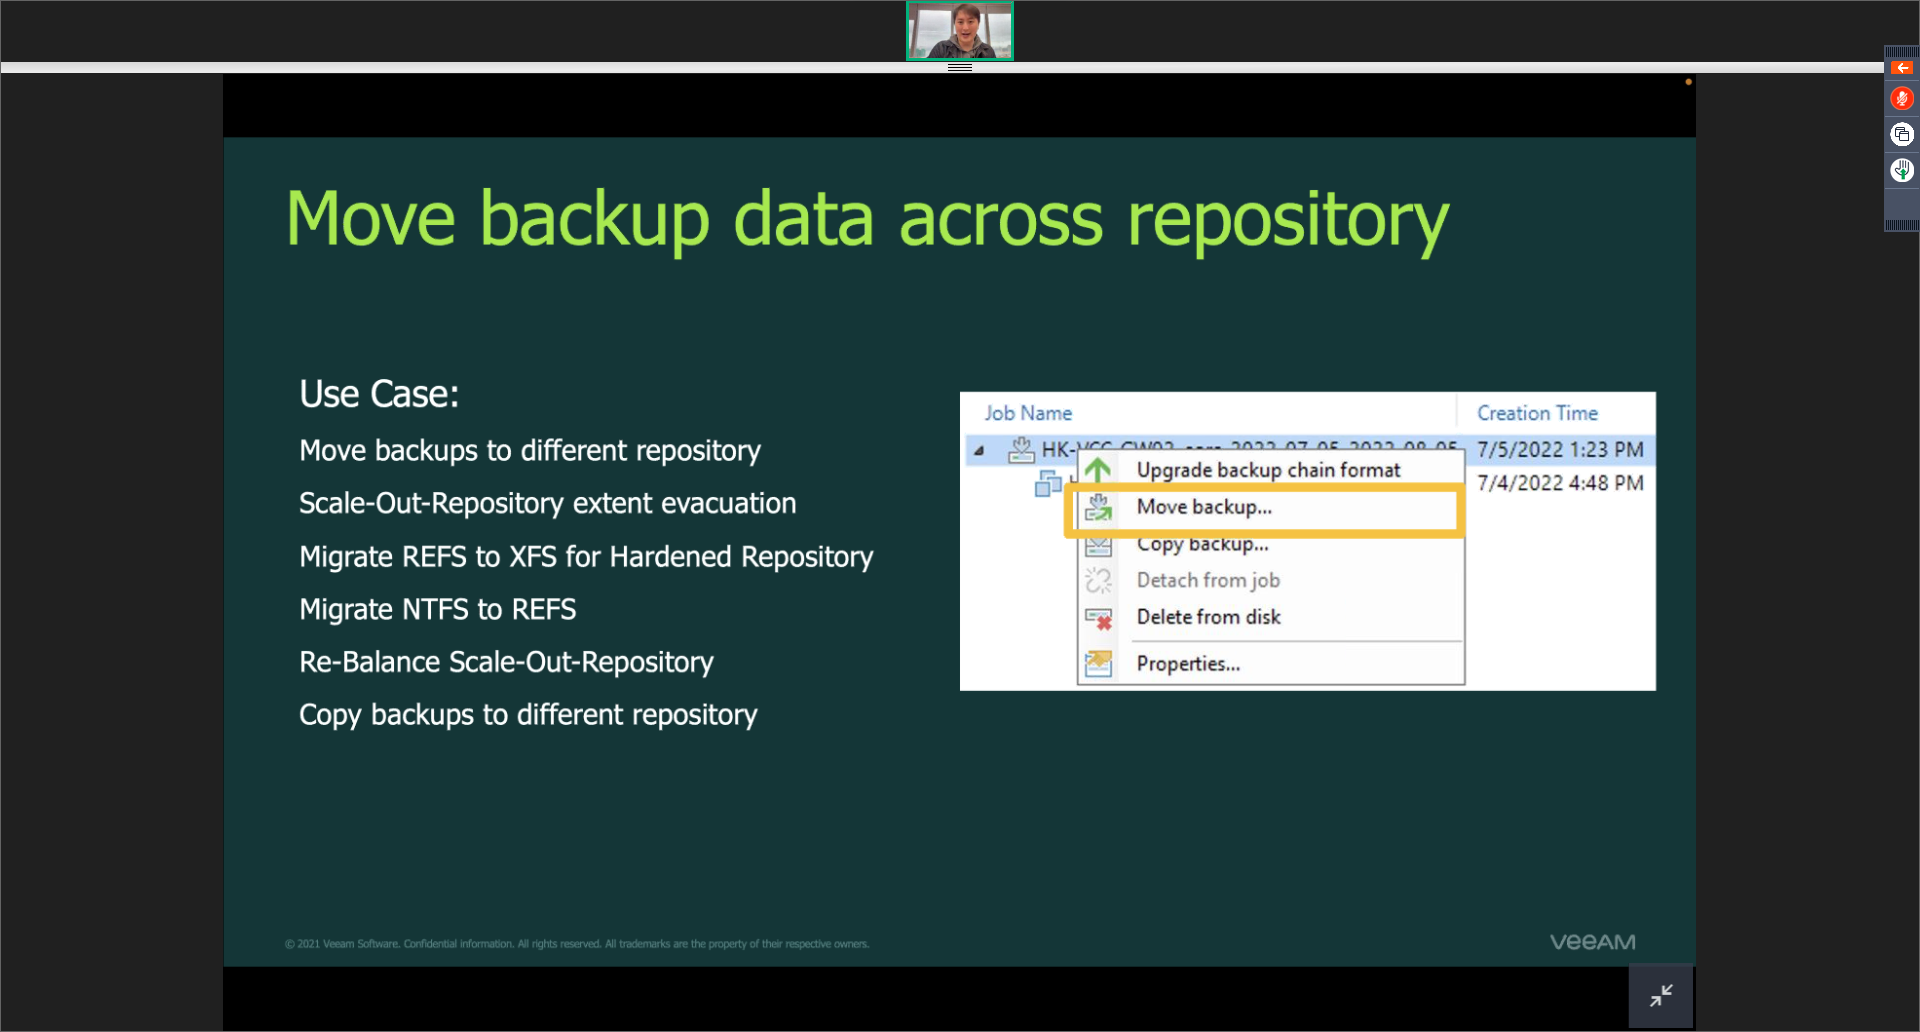 Move backup data across repository
Use Case:
Move backups to different repository
Scale-Out-Repository extent evacuation
Migrate REFS to XFS for Hardened Repository
Migrate NTFS to REFS
Re-Balance Scale-Out-Repository
Copy backups to different repository
Job Name Creation Time
7/5/2022 1:23 PM
7/4/2022 4:48 PM
Upgrade backup chain format
Move backup...
Copy backup...
Detach from job
Delete from disk
Properties...
© 2021 Veeam Software. Confidential information. All rights reserved. All trademarks are the property of their respective owners.
VEEAM